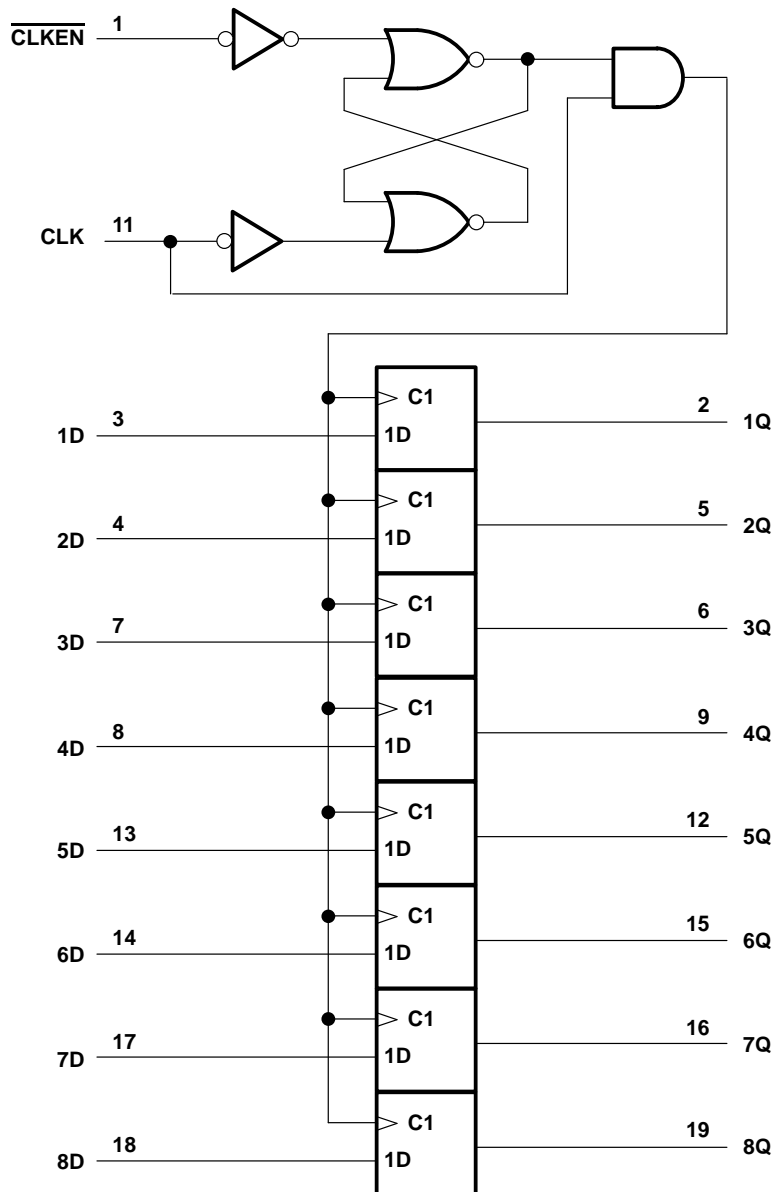 CLKEN 1
CLK 11
C1
1D 3 1D 2 1Q
C1
2D 4 1D 5 2Q
C1
3D 7 1D 6 3Q
C1
4D 8 1D 9 4Q
C1
5D 13 1D 12 5Q
C1
6D 14 1D 15 6Q
C1
7D 17 1D 16 7Q
C1
8D 18 1D 19 8Q